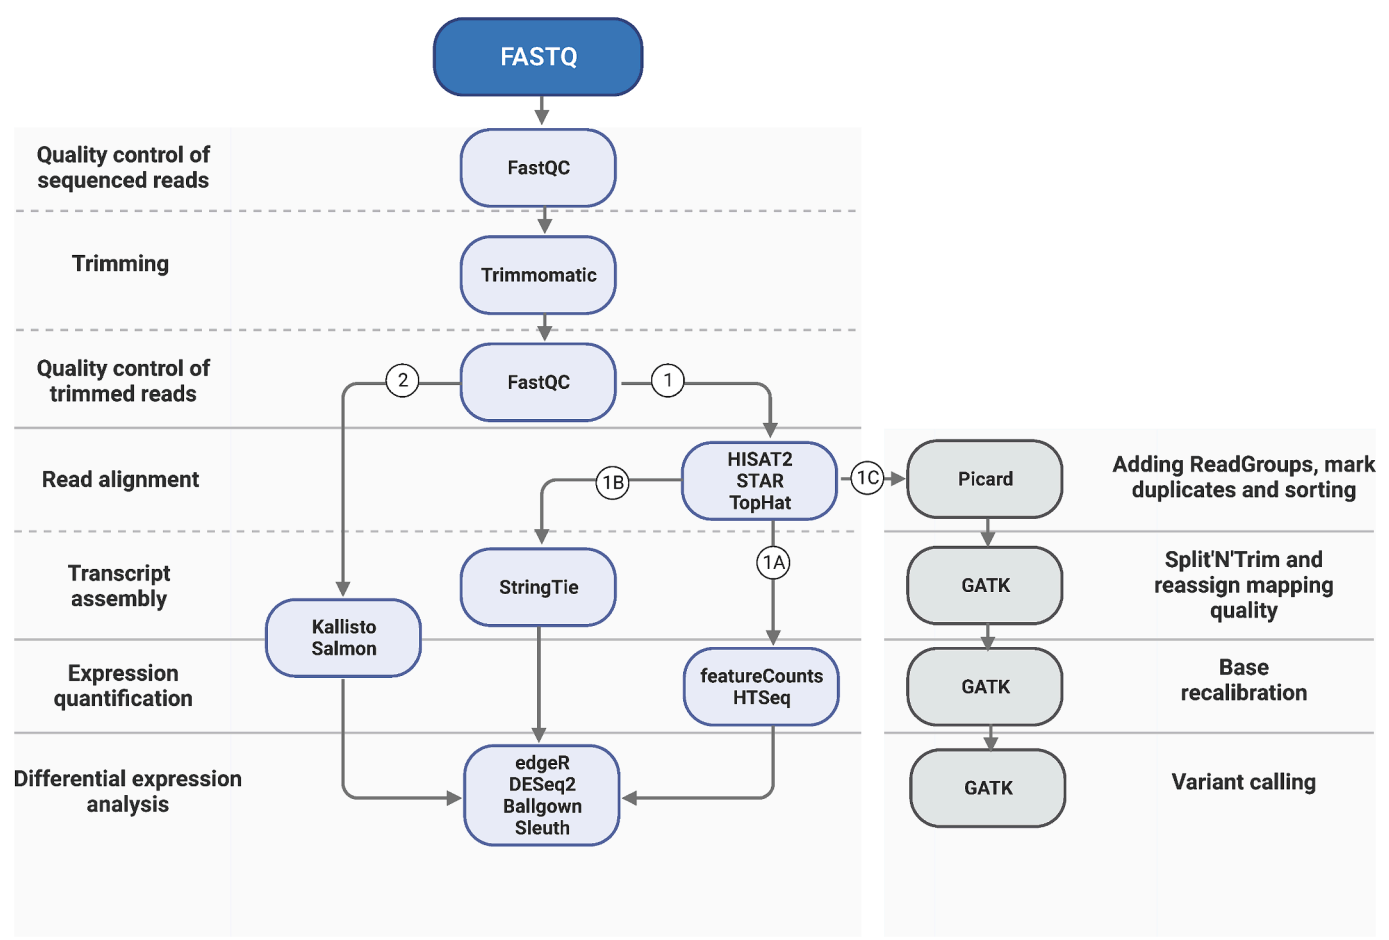 FASTQ
Quality control of
sequenced reads
FastQC
Trimming
Trimmomatic
Quality control of
trimmed reads
2
FastQC
1
Read alignment
1B
HISAT2
STAR
TopHat
1C
Picard
Adding ReadGroups, mark
duplicates and sorting
1A
Transcript
assembly
StringTie
GATK
Split'N'Trim and
reassign mapping
quality
Kallisto
Salmon
Expression
quantification
featureCounts
HTSeq
GATK
Base
recalibration
Differential expression
analysis
edgeR
DESeq2
Ballgown
Sleuth
GATK
Variant calling